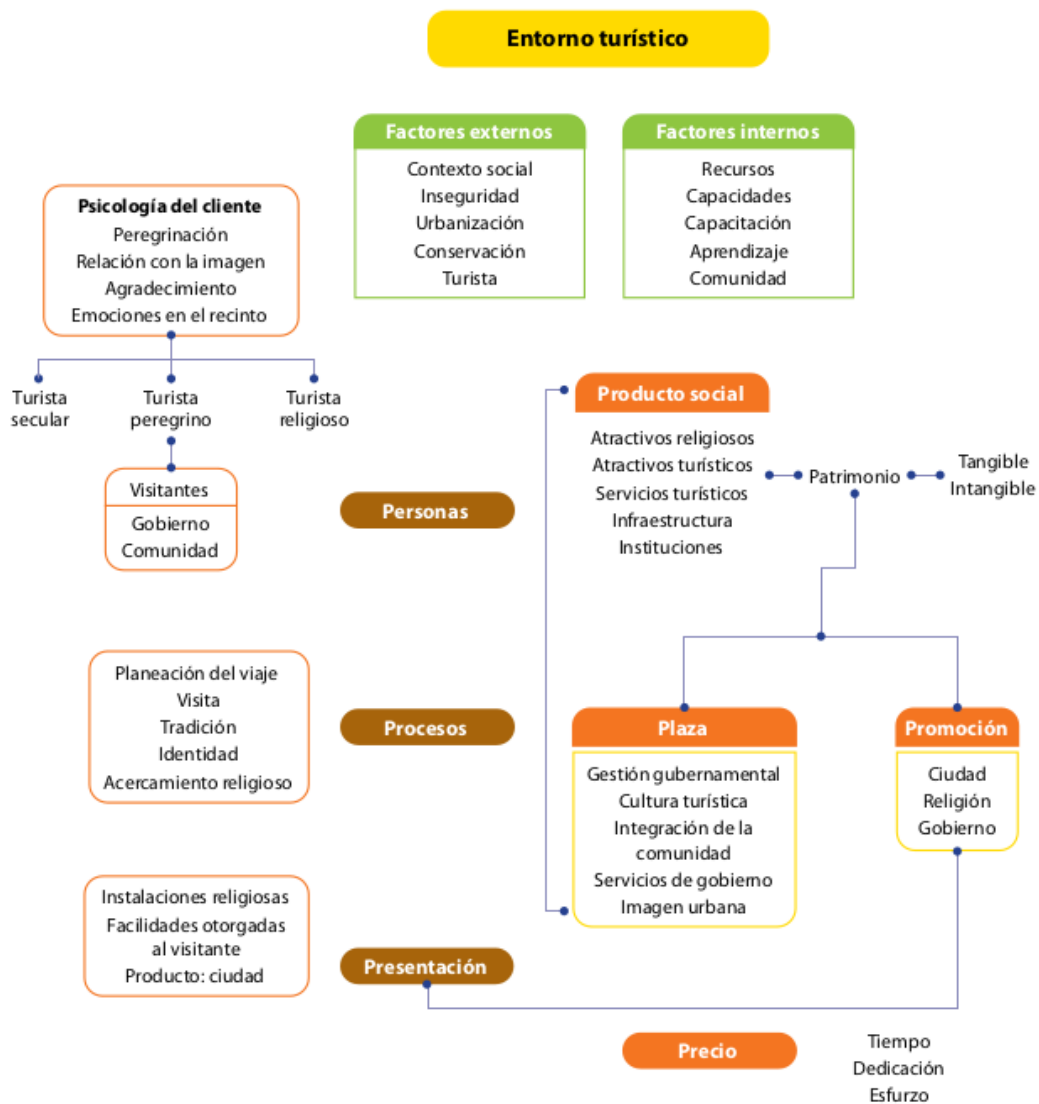 Entorno turístico
Factores externos
Contexto social
Inseguridad
Urbanización
Conservación
Turista
Factores internos
Recursos
Capacidades
Capacitación
Aprendizaje
Comunidad
Psicología del cliente
Peregrinación
Relación con la imagen
Agradecimiento
Emociones en el recinto
Turista
secular
Turista
peregrino
Turista
religioso
Visitantes
Gobierno
Comunidad
Personas
Producto social
Atractivos religiosos
Atractivos turísticos
Servicios turísticos
Infraestructura
Instituciones
Patrimonio
Tangible
Intangible
Planeación del viaje
Visita
Tradición
Identidad
Acercamiento religioso
Procesos
Plaza
Gestión gubernamental
Cultura turística
Integración de la
comunidad
Servicios de gobierno
Imagen urbana
Promoción
Ciudad
Religión
Gobierno
Instalaciones religiosas
Facilidades otorgadas
al visitante
Producto: ciudad
Presentación
Precio
Tiempo
Dedicación
Esfurzo